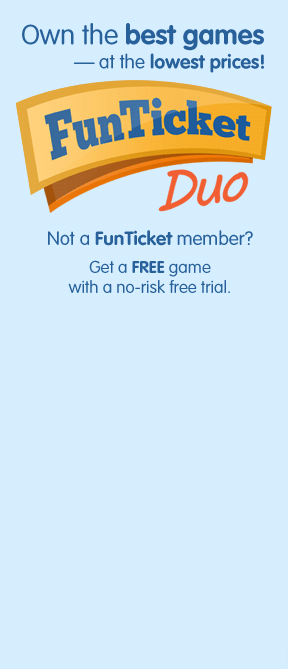 Own the best games
— at the lowest prices!
FunTicket
Duo
Not a FunTicket member?
Get a FREE game
with a no-risk free trial.